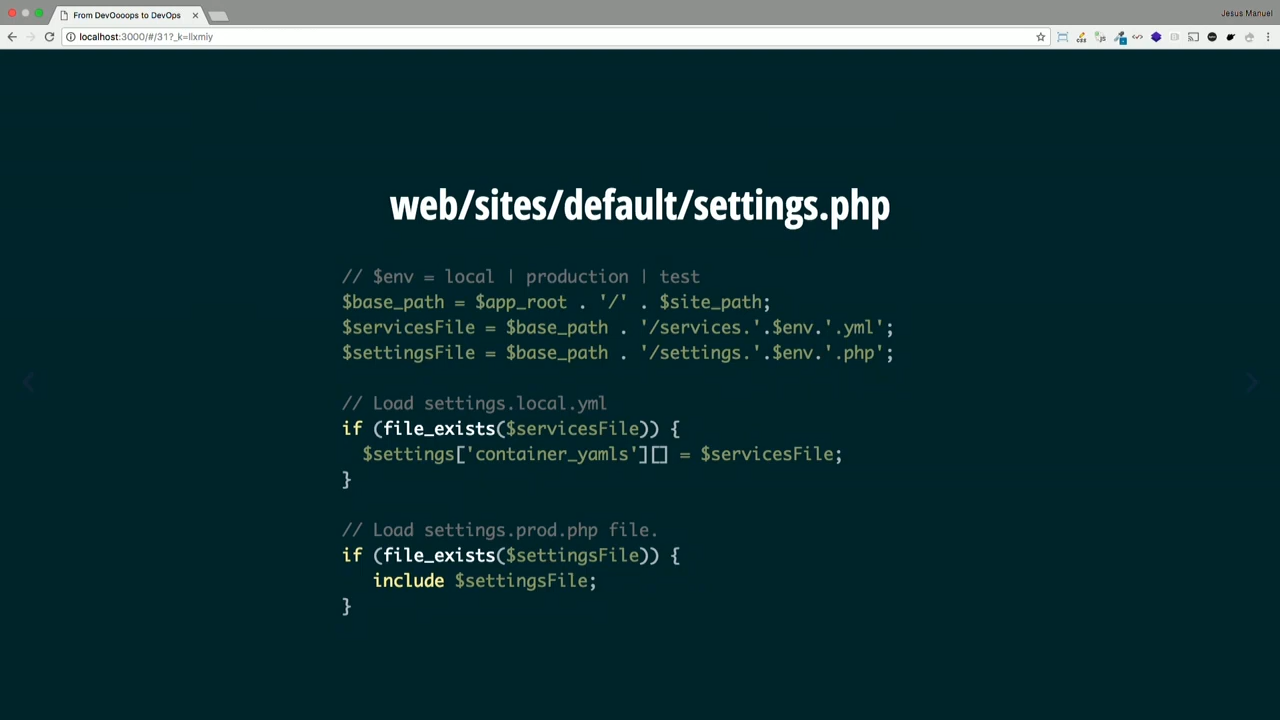 From DevOooops to DevOps
Jesus Manuel
localhost:3000/#/31?_k=llxmiy
web/sites/default/settings.php
// $env = local | production | test
$base_path = $app_root . '/' . $site_path;
$servicesFile = $base_path . '/services.'.$env.'.yml';
$settingsFile = $base_path . '/settings.'.$env.'.php';
// Load settings.local.yml
if (file_exists($servicesFile)) {
  $settings['container_yamls'][] = $servicesFile;
}
// Load settings.prod.php file.
if (file_exists($settingsFile)) {
   include $settingsFile;
}